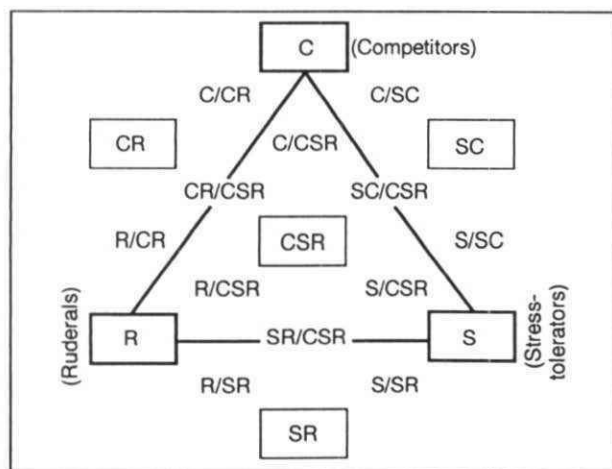 C (Competitors)
C/CR C/SC
CR C/CSR SC
CR/CSR SC/CSR
R/CR CSR S/SC
R/CSR S/CSR
(Ruderals) R SR/CSR S (Stress-
tolerators)
R/SR S/SR
SR